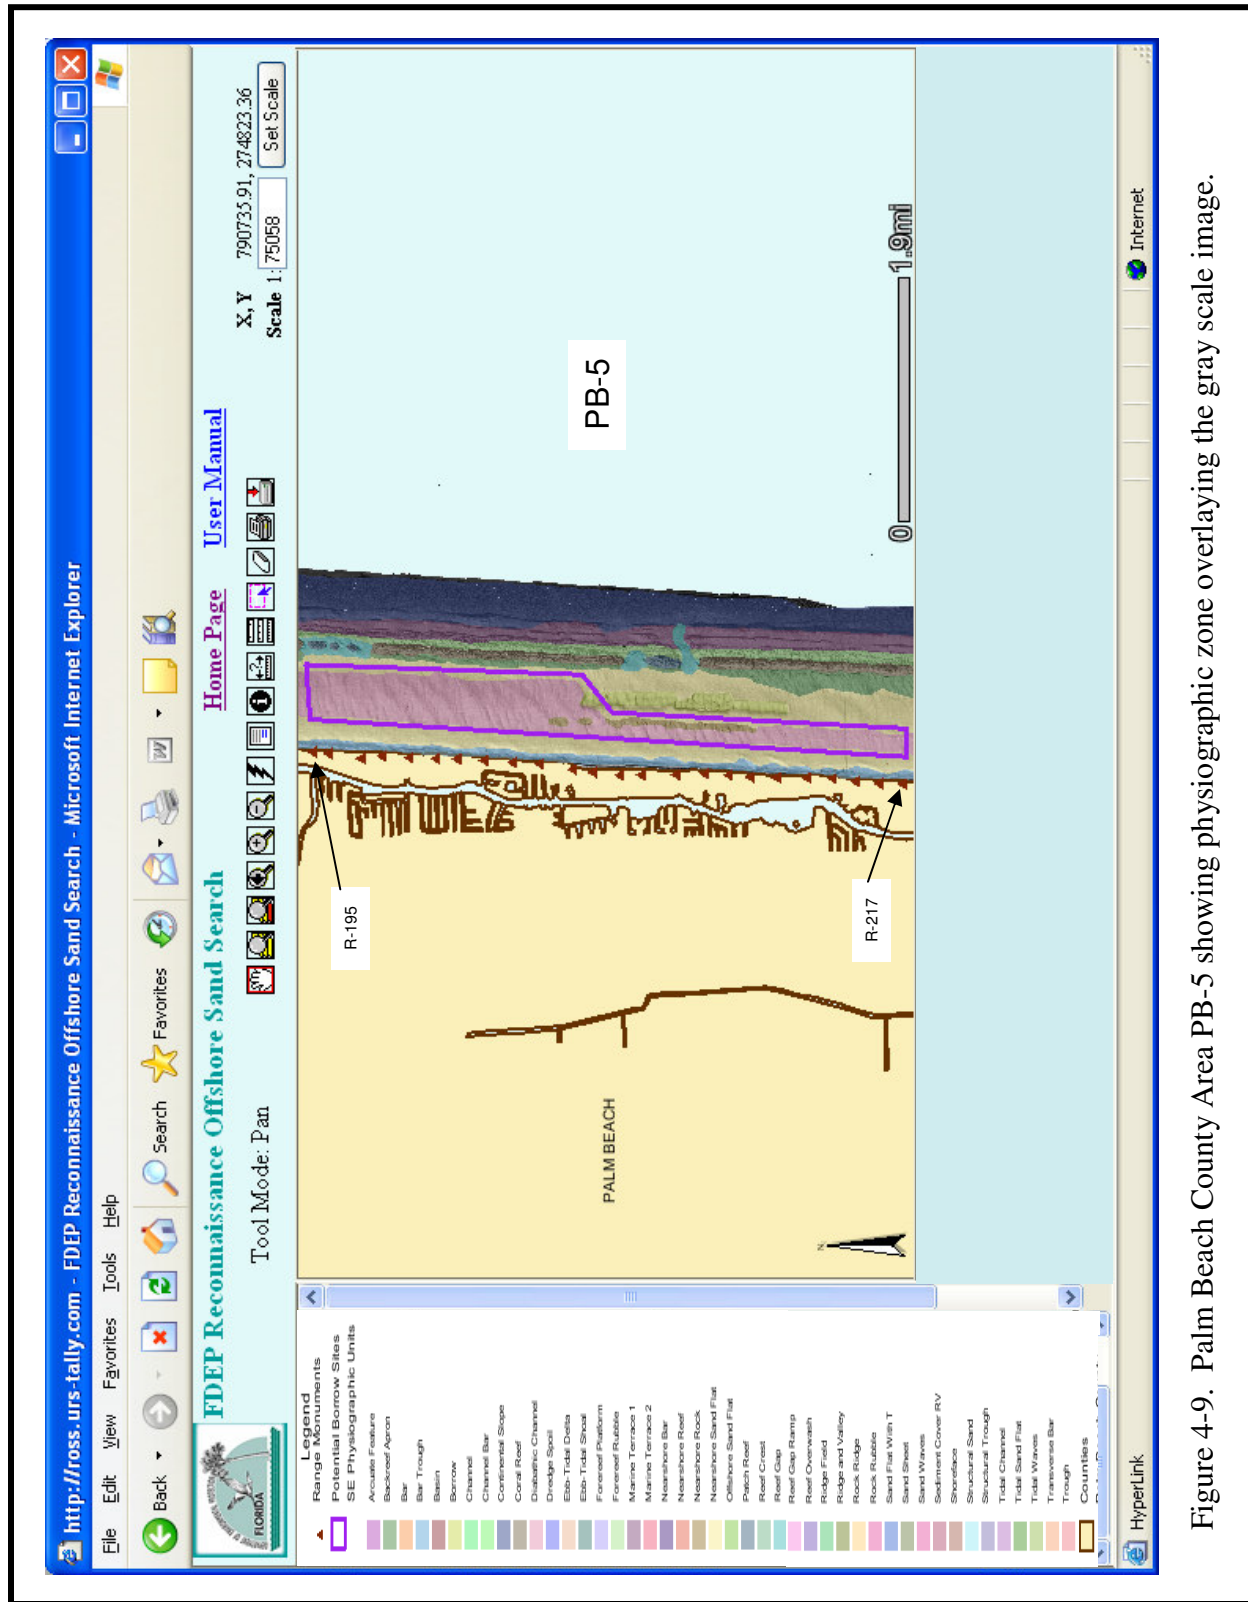 http://ross.urs-tally.com - FDEP Reconnaissance Offshore Sand Search - Microsoft Internet Explorer
File Edit View Favorites Tools Help
Back Search Favorites
FLORIDA
FDEP Reconnaissance Offshore Sand Search Home Page User Manual
X, Y 790735.91, 274823.36
Tool Mode: Pan
Scale 1: 75058 Set Scale
Legend
Range Monuments
Potential Borrow Sites
SE Physiographic Units
Arcuate Feature
Backreef Apron
Bar
Bar Trough
Basin
Borrow
Channel
Channel Bar
Continental Slope
Coral Reef
Diabathic Channel
Dredge Spoil
Ebb-Tidal Delta
Ebb-Tidal Shoal
Forereef Platform
Forereef Rubble
Marine Terrace 1
Marine Terrace 2
Nearshore Bar
Nearshore Reef
Nearshore Rock
Nearshore Sand Flat
Offshore Sand Flat
Patch Reef
Reef Crest
Reef Gap
Reef Gap Ramp
Reef Overwash
Ridge Field
Ridge and Valley
Rock Ridge
Rock Rubble
Sand Flat With T
Sand Sheet
Sand Waves
Sediment Cover RV
Shoreface
Structural Sand
Structural Trough
Tidal Channel
Tidal Sand Flat
Tidal Waves
Transverse Bar
Trough
Counties
R-195
PB-5
PALM BEACH
R-217
N
0 1.9mi
HyperLink Internet
Figure 4-9. Palm Beach County Area PB-5 showing physiographic zone overlaying the gray scale image.